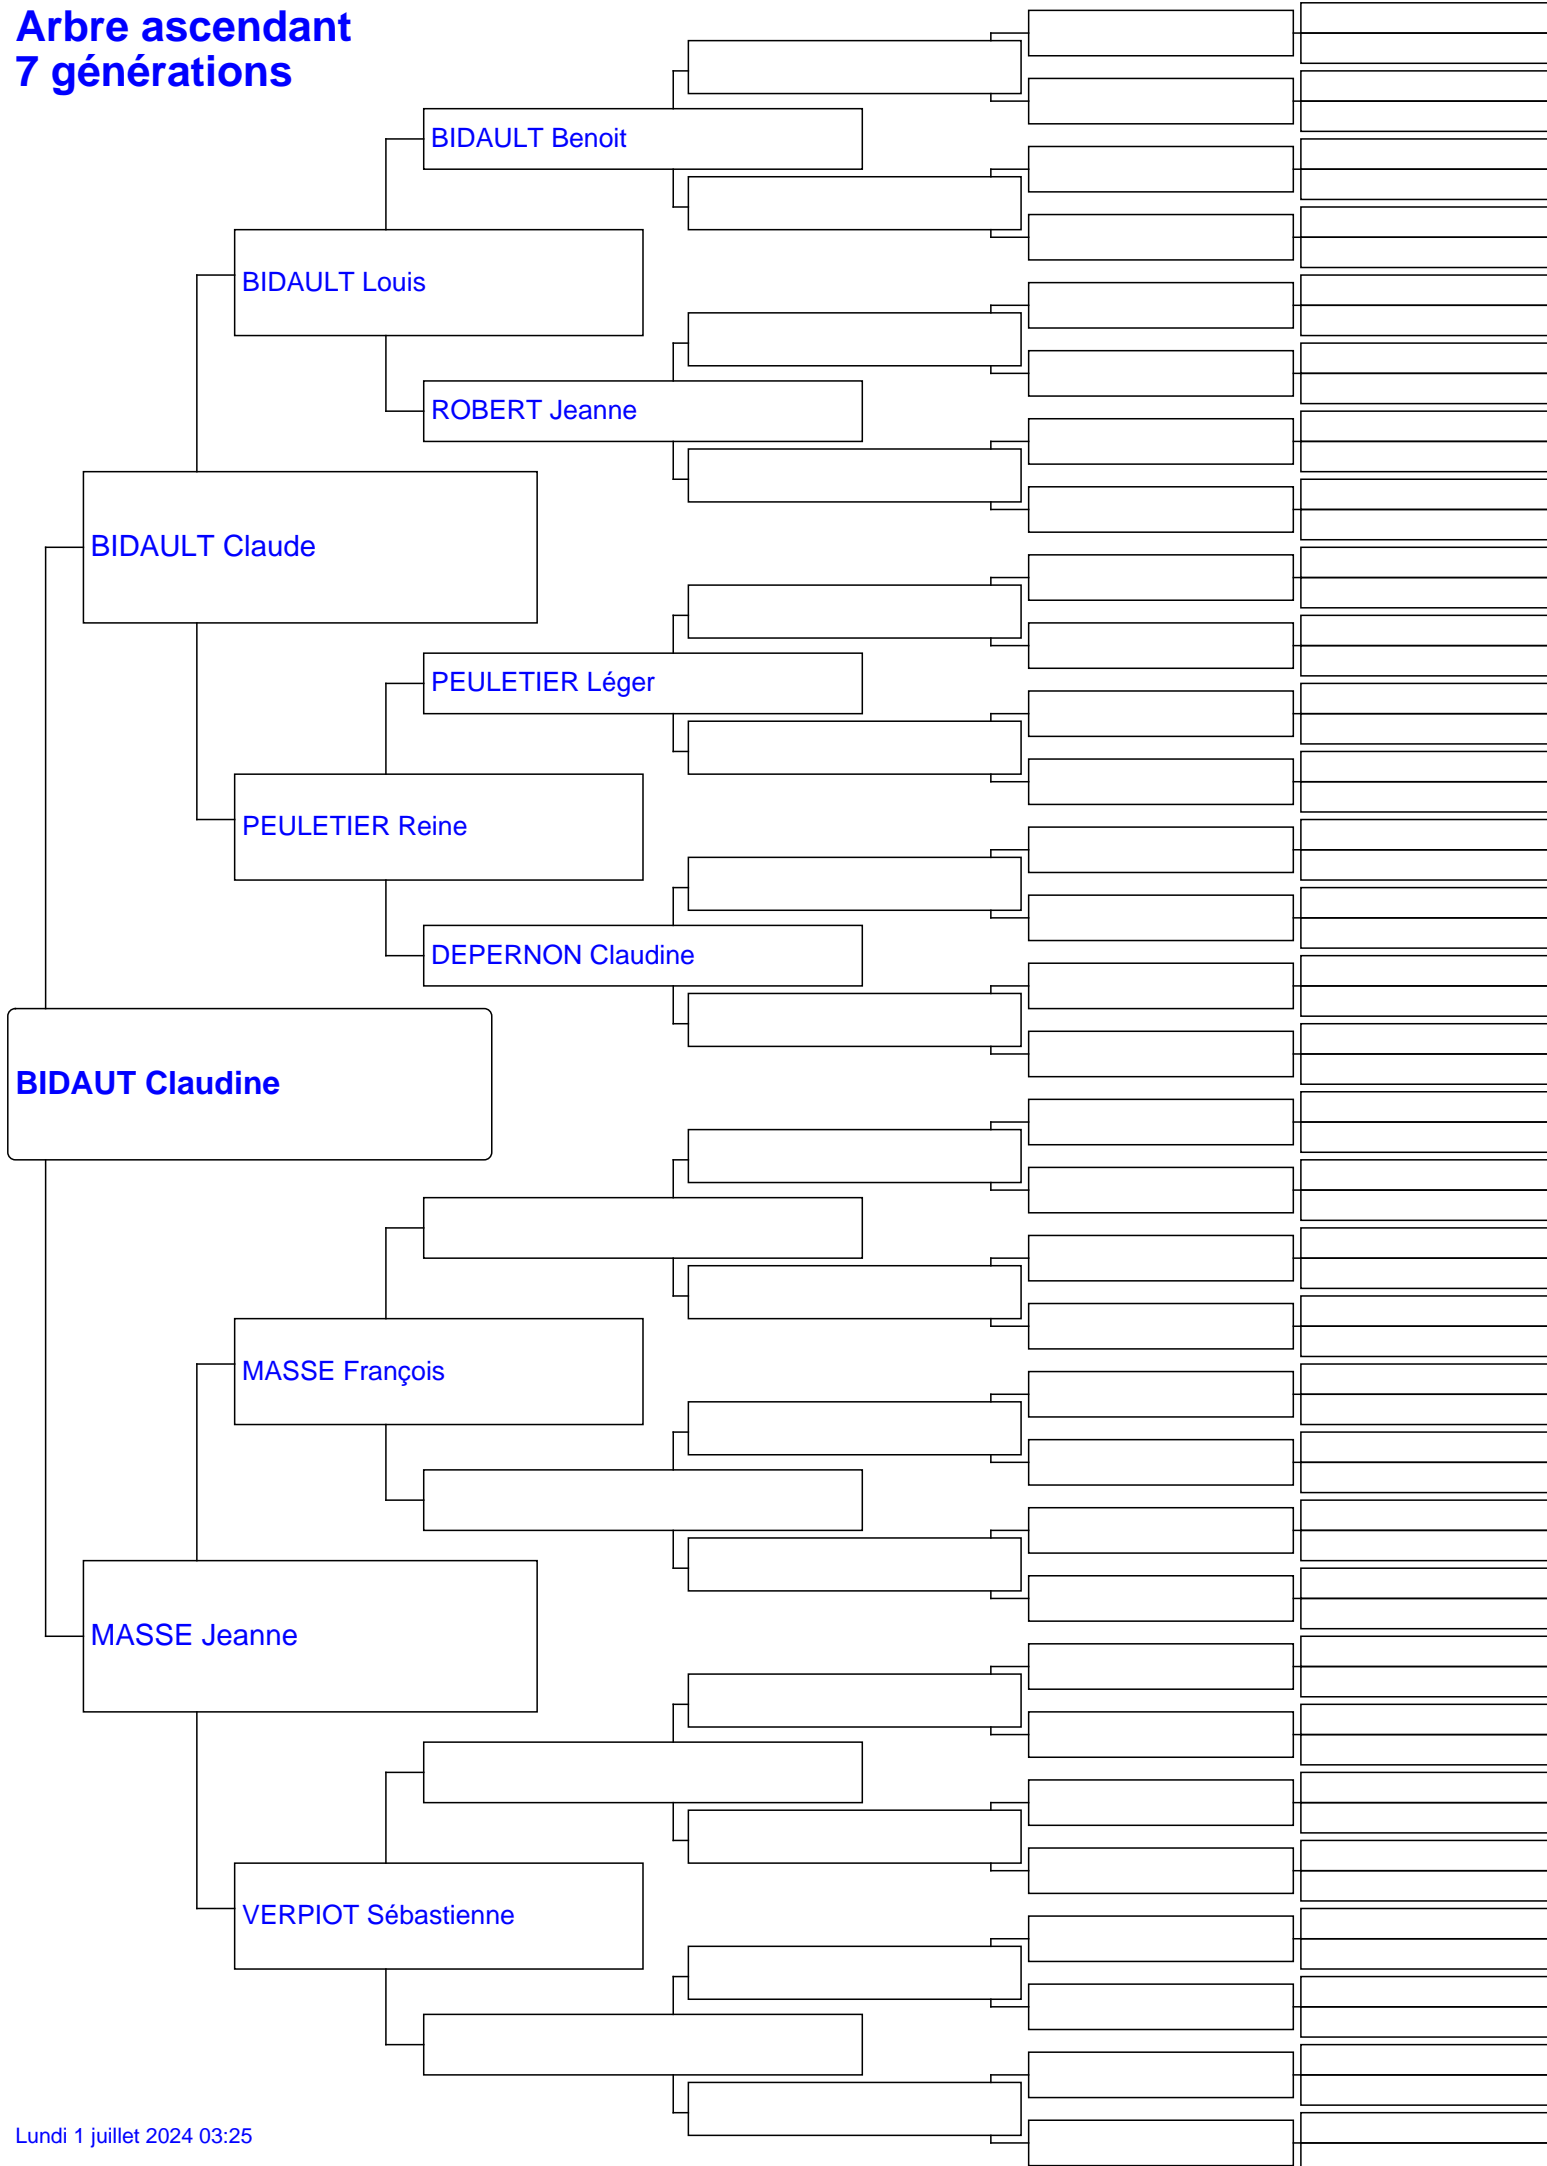 Arbre ascendant
7 générations
BIDAULT Benoit
BIDAULT Louis
ROBERT Jeanne
BIDAULT Claude
PEULETIER Léger
PEULETIER Reine
DEPERNON Claudine
BIDAUT Claudine
MASSE François
MASSE Jeanne
VERPIOT Sébastienne
Lundi 1 juillet 2024 03:25